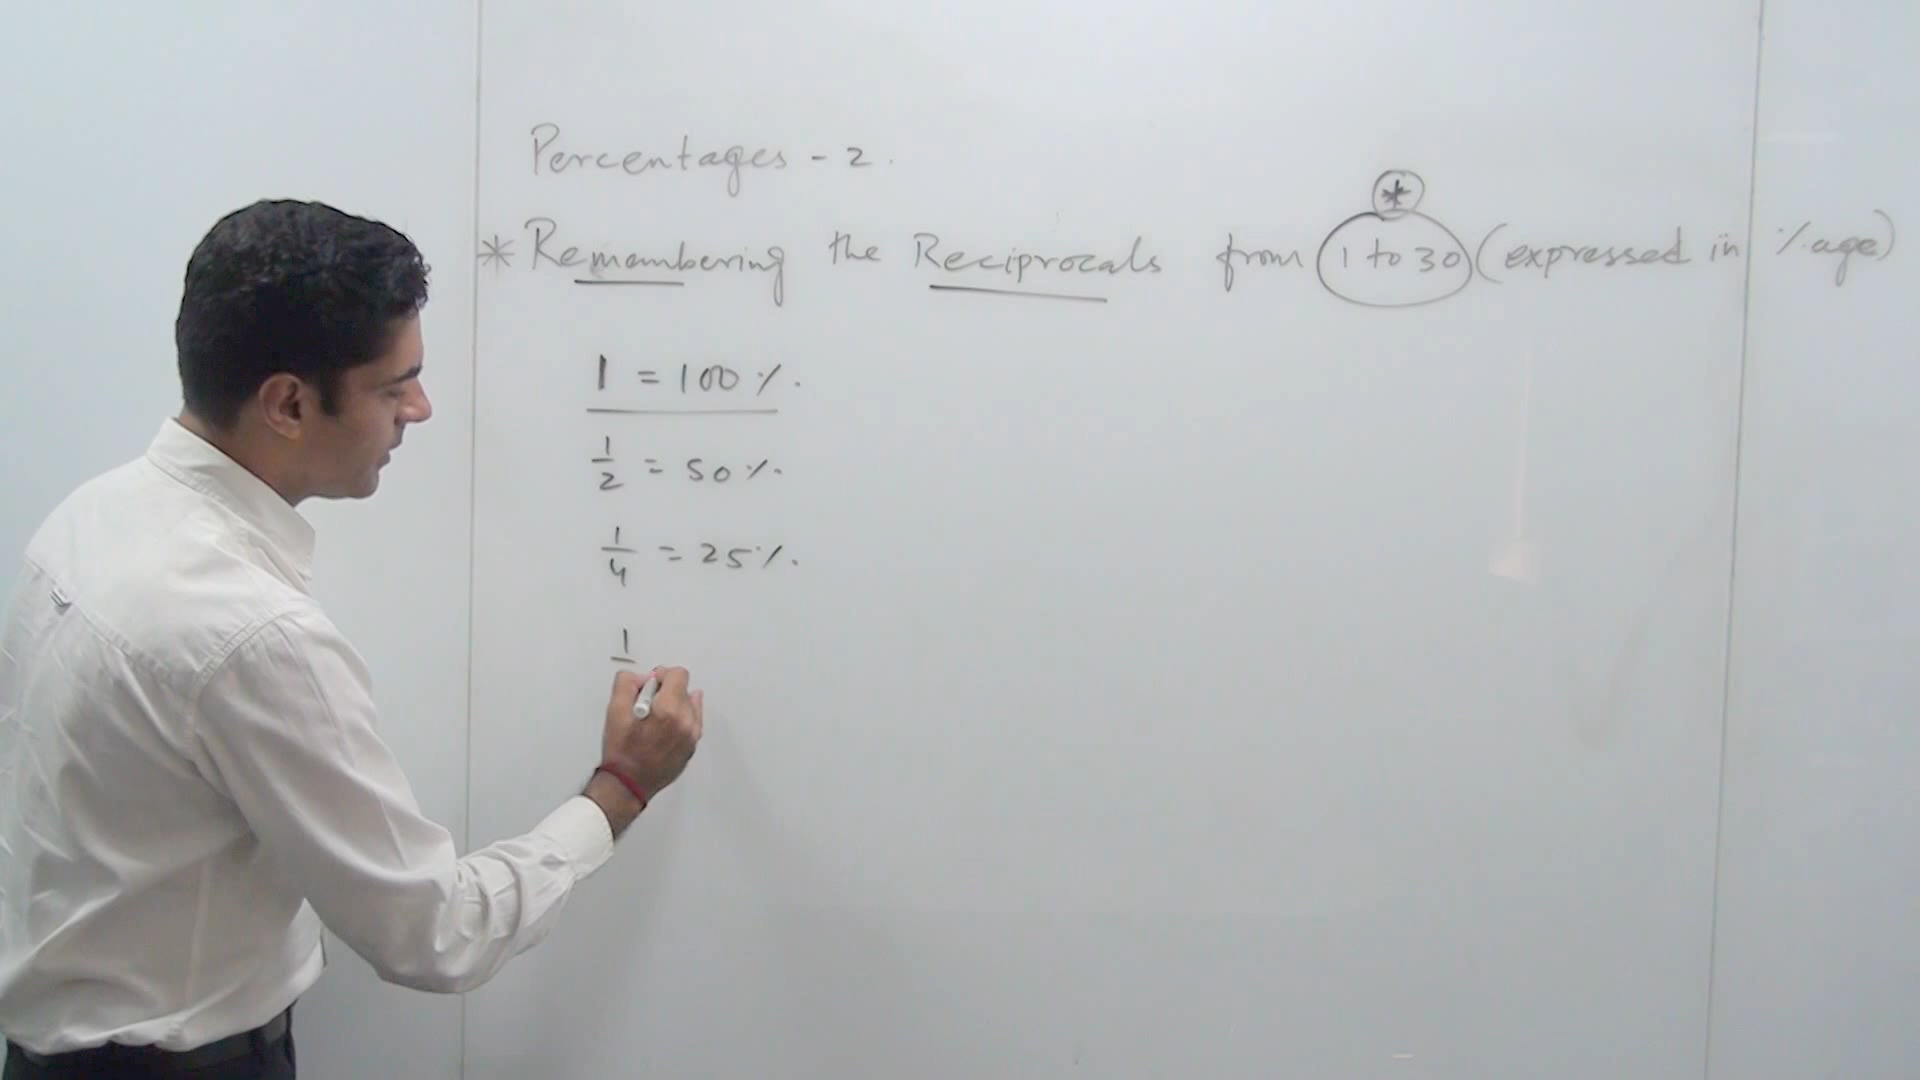 Percentages - 2.
*
* Remembering the Reciprocals from 1 to 30 (expressed in %age)
1 = 100 %.
1/2 = 50 %.
1/4 = 25 %.
1